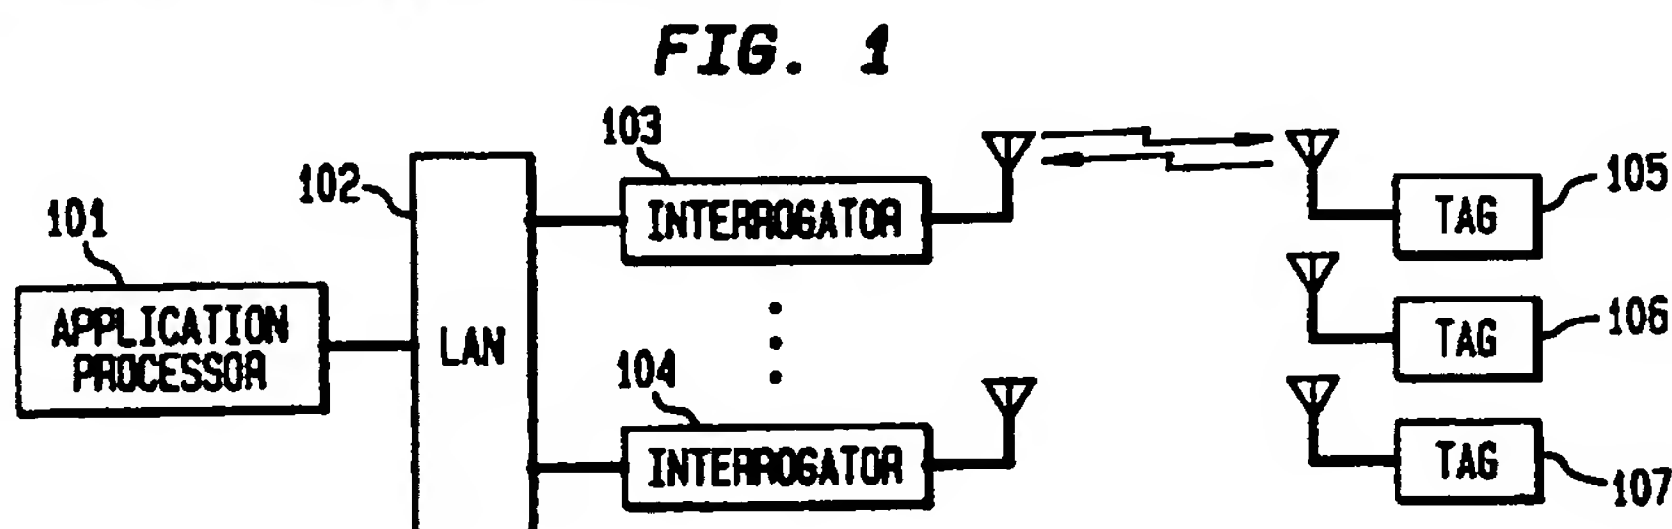 FIG. 1
103
102
101
INTERROGATOR
TAG
105
APPLICATION
PROCESSOR
LAN
TAG
106
104
INTERROGATOR
TAG
107